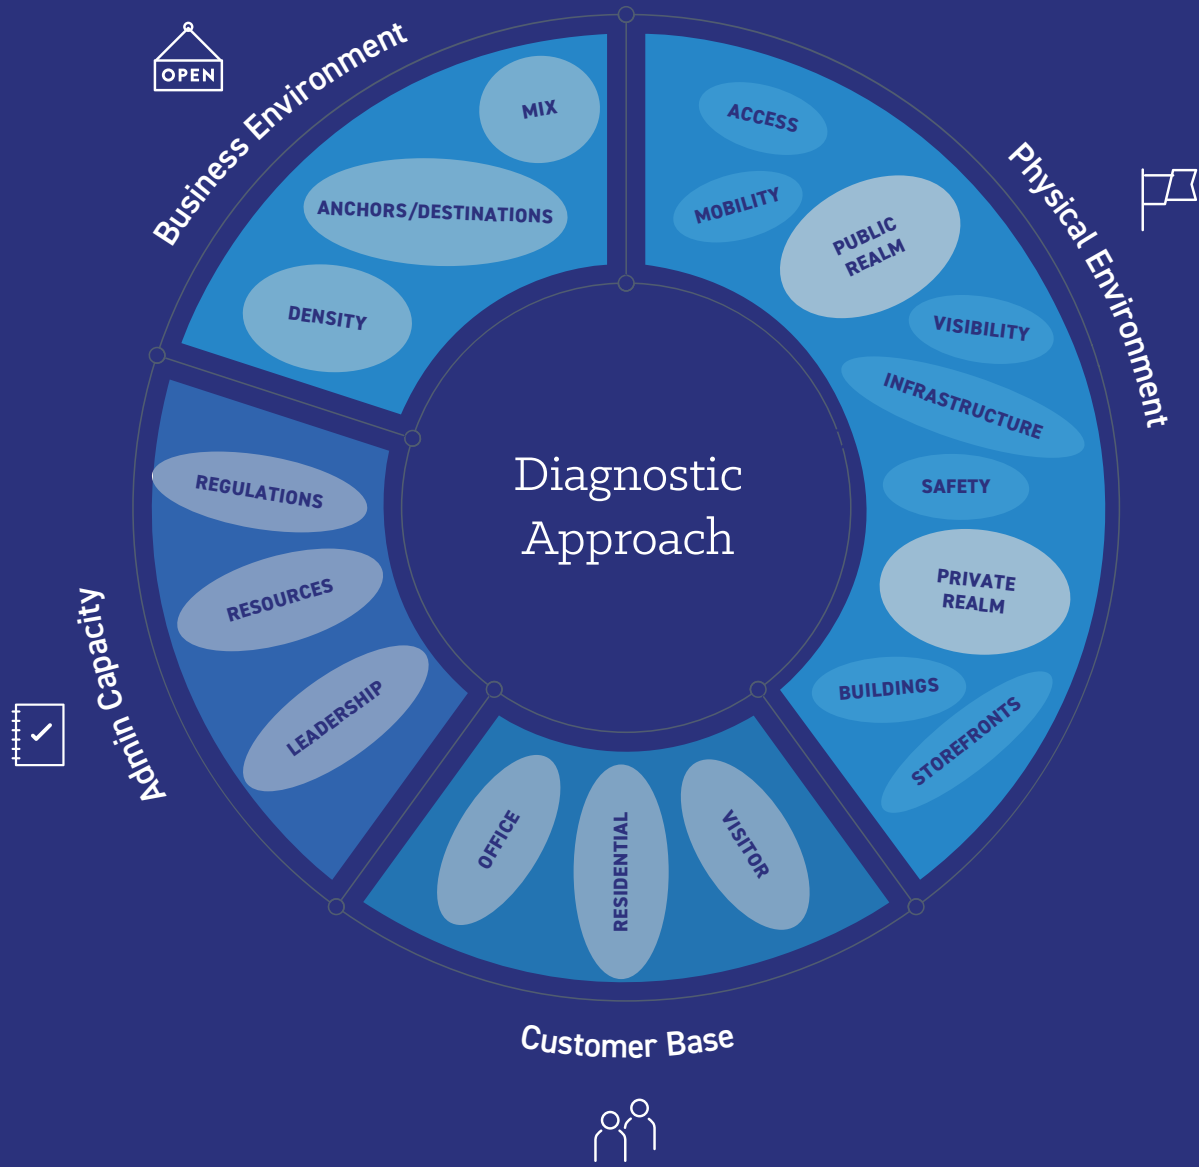 OPEN
Business Environment
MIX
ANCHORS/DESTINATIONS
DENSITY
Physical Environment
ACCESS
MOBILITY
PUBLIC
REALM
VISIBILITY
INFRASTRUCTURE
SAFETY
PRIVATE
REALM
BUILDINGS
STOREFRONTS
Diagnostic
Approach
Admin Capacity
REGULATIONS
RESOURCES
LEADERSHIP
OFFICE
RESIDENTIAL
VISITOR
Customer Base